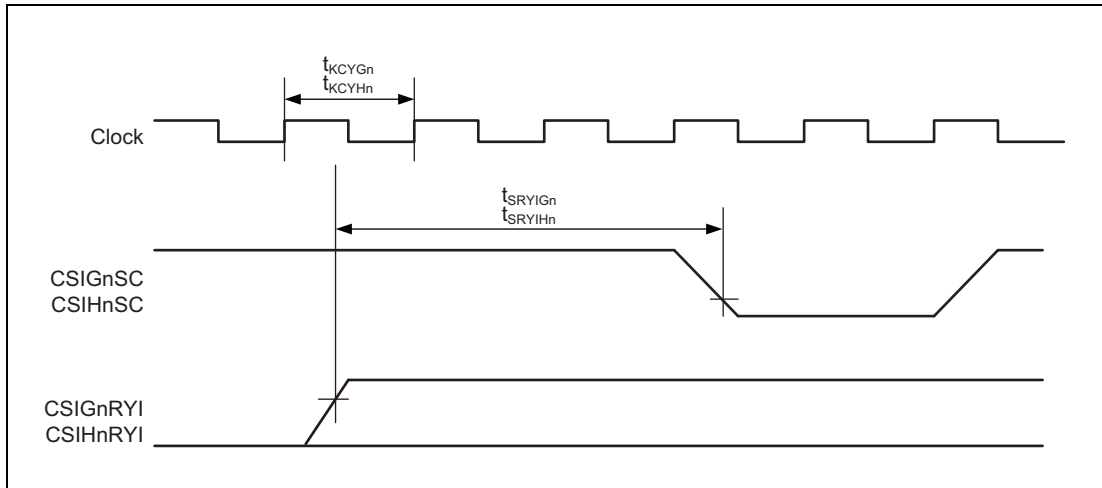 tKCYGn
tKCYHn
Clock
tSRYIGn
tSRYIHn
CSIGnSC
CSIHnSC
CSIGnRYI
CSIHnRYI